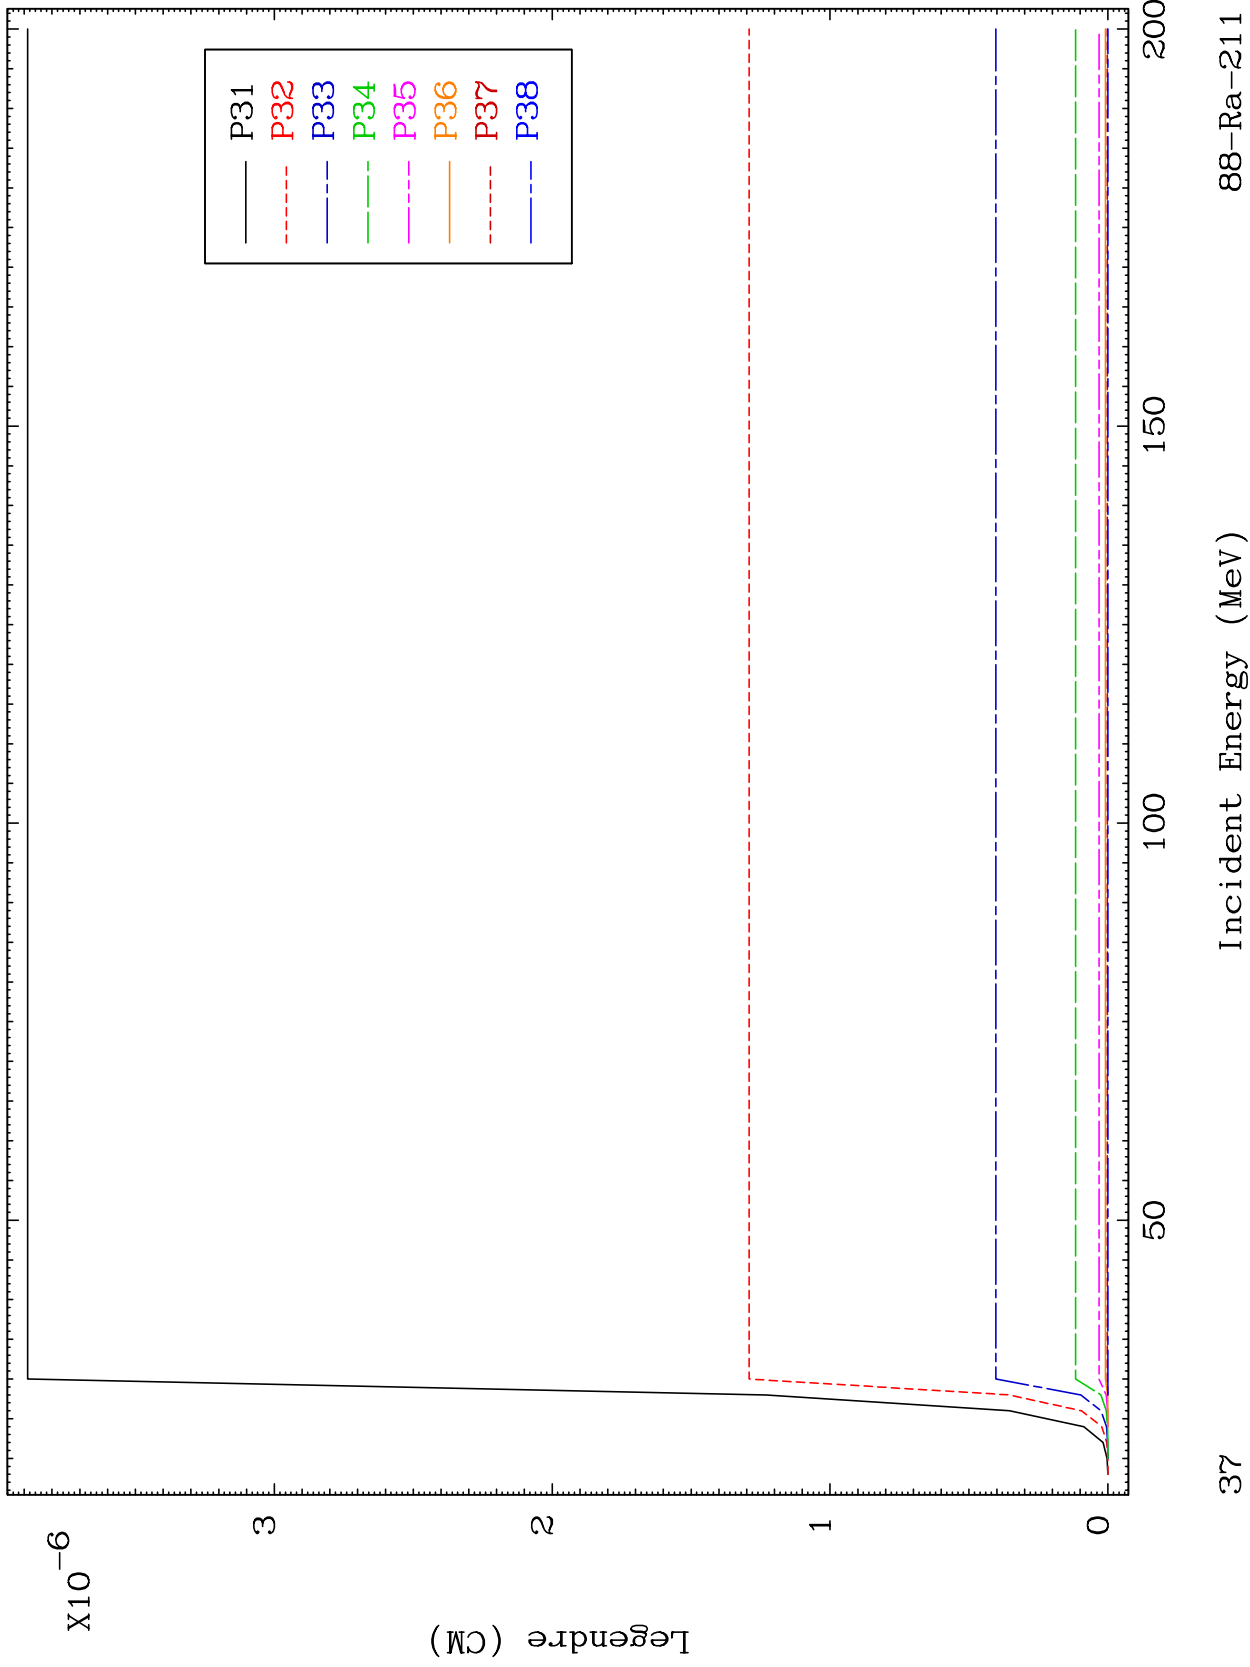 X10-6
Legendre (CM)
3
2
1
0
P31
P32
P33
P34
P35
P36
P37
P38
50
100
150
200
Incident Energy (MeV)
37
88-Ra-211